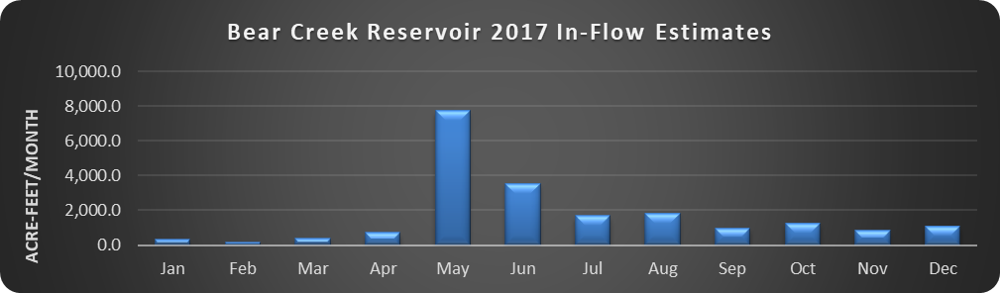 Bear Creek Reservoir 2017 In-Flow Estimates
ACRE-FEET/MONTH
10,000.0
8,000.0
6,000.0
4,000.0
2,000.0
0.0
Jan Feb Mar Apr May Jun Jul Aug Sep Oct Nov Dec